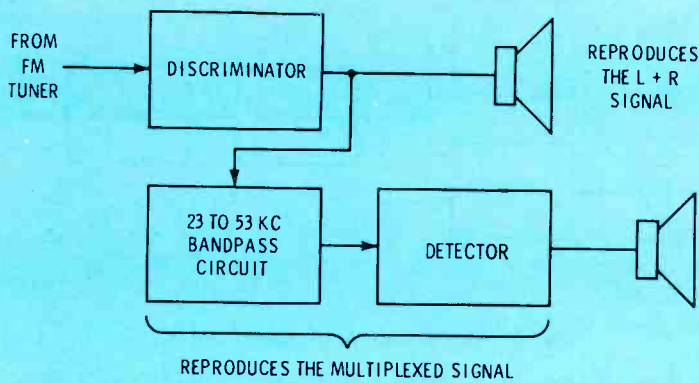 FROM
FM
TUNER
DISCRIMINATOR
REPRODUCES
THE L + R
SIGNAL
23 TO 53 KC
BANDPASS
CIRCUIT
DETECTOR
REPRODUCES THE MULTIPLEXED SIGNAL